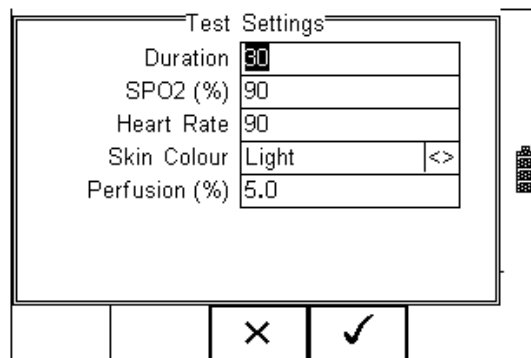 Test Settings
Duration 30
SPO2 (%) 90
Heart Rate 90
Skin Colour Light <>
Perfusion (%) 5.0